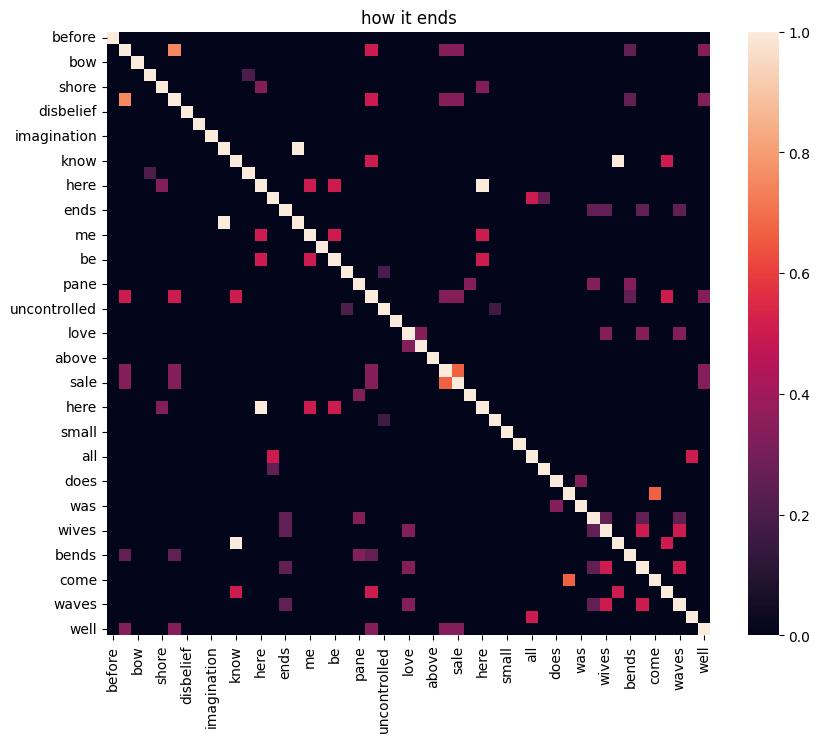 how it ends
before
bow
shore
disbelief
imagination
know
here
ends
me
be
pane
uncontrolled
love
above
sale
here
small
all
does
was
wives
bends
come
waves
well
before
bow
shore
disbelief
imagination
know
here
ends
me
be
pane
uncontrolled
love
above
sale
here
small
all
does
was
wives
bends
come
waves
well
1.0
0.8
0.6
0.4
0.2
0.0